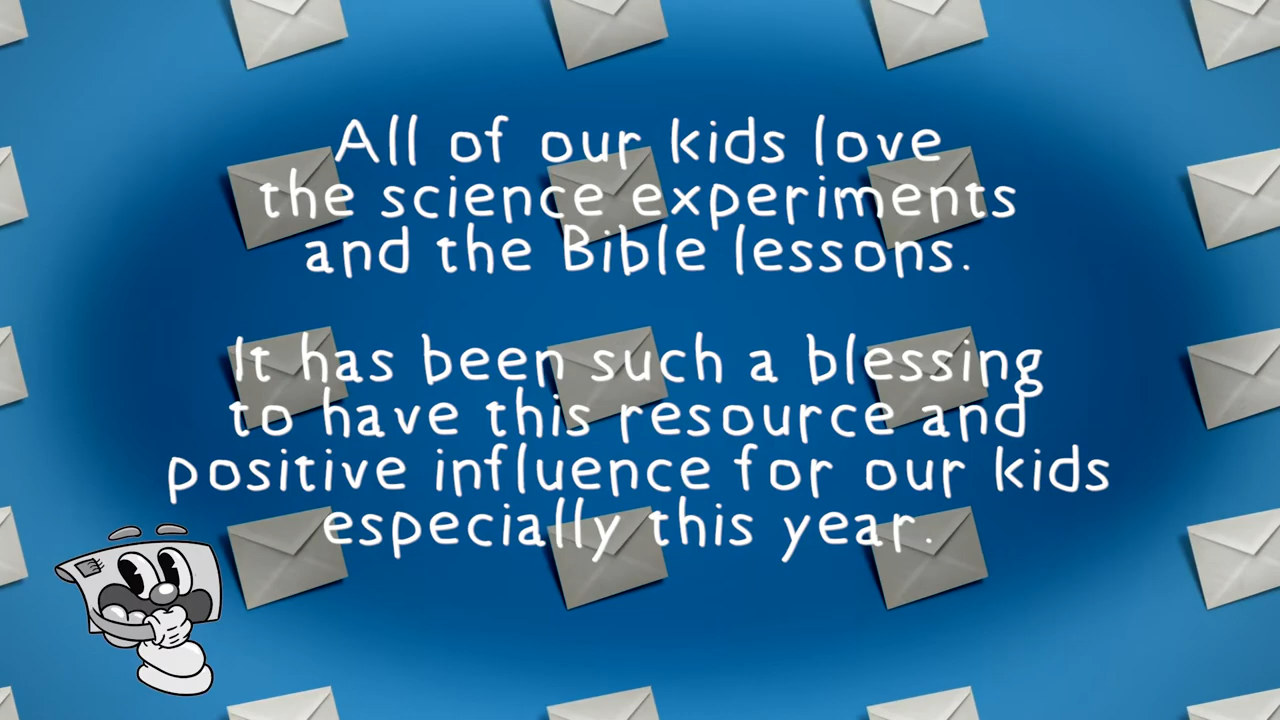 All of our kids love
the science experiments
and the Bible lessons.
It has been such a blessing
to have this resource and
positive influence for our kids
especially this year.